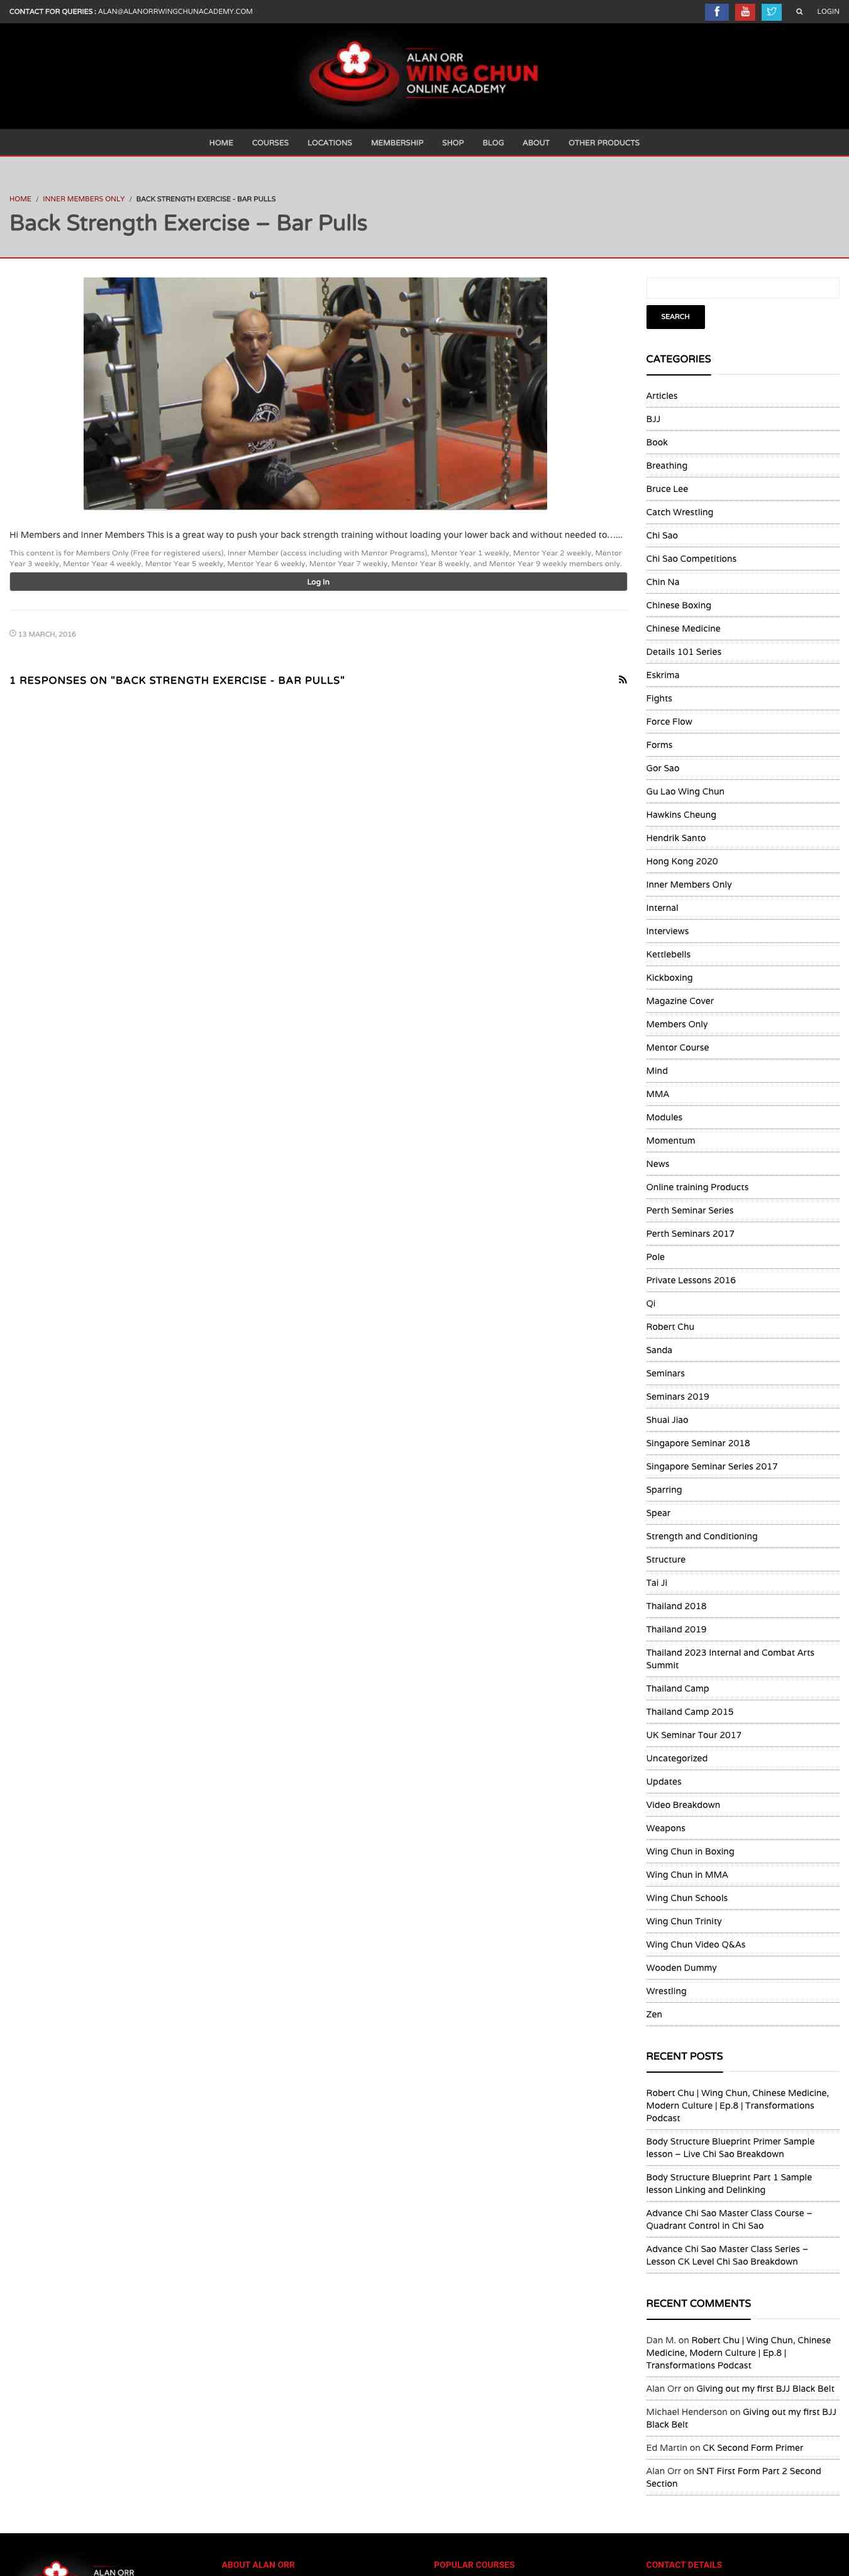 CONTACT FOR QUERIES : ALAN@ALANORRWINGCHUNACADEMY.COM
LOGIN
ALAN ORR
WING CHUN
ONLINE ACADEMY
HOME
COURSES
LOCATIONS
MEMBERSHIP
SHOP
BLOG
ABOUT
OTHER PRODUCTS
HOME / INNER MEMBERS ONLY / BACK STRENGTH EXERCISE - BAR PULLS
Back Strength Exercise – Bar Pulls
Hi Members and Inner Members This is a great way to push your back strength training without loading your lower back and without needed to......
This content is for Members Only (Free for registered users), Inner Member (access including with Mentor Programs), Mentor Year 1 weekly, Mentor Year 2 weekly, Mentor
Year 3 weekly, Mentor Year 4 weekly, Mentor Year 5 weekly, Mentor Year 6 weekly, Mentor Year 7 weekly, Mentor Year 8 weekly, and Mentor Year 9 weekly members only.
Log In
13 MARCH, 2016
1 RESPONSES ON "BACK STRENGTH EXERCISE - BAR PULLS"
SEARCH
CATEGORIES
Articles
BJJ
Book
Breathing
Bruce Lee
Catch Wrestling
Chi Sao
Chi Sao Competitions
Chin Na
Chinese Boxing
Chinese Medicine
Details 101 Series
Eskrima
Fights
Force Flow
Forms
Gor Sao
Gu Lao Wing Chun
Hawkins Cheung
Hendrik Santo
Hong Kong 2020
Inner Members Only
Internal
Interviews
Kettlebells
Kickboxing
Magazine Cover
Members Only
Mentor Course
Mind
MMA
Modules
Momentum
News
Online training Products
Perth Seminar Series
Perth Seminars 2017
Pole
Private Lessons 2016
Qi
Robert Chu
Sanda
Seminars
Seminars 2019
Shuai Jiao
Singapore Seminar 2018
Singapore Seminar Series 2017
Sparring
Spear
Strength and Conditioning
Structure
Tai Ji
Thailand 2018
Thailand 2019
Thailand 2023 Internal and Combat Arts
Summit
Thailand Camp
Thailand Camp 2015
UK Seminar Tour 2017
Uncategorized
Updates
Video Breakdown
Weapons
Wing Chun in Boxing
Wing Chun in MMA
Wing Chun Schools
Wing Chun Trinity
Wing Chun Video Q&As
Wooden Dummy
Wrestling
Zen
RECENT POSTS
Robert Chu | Wing Chun, Chinese Medicine,
Modern Culture | Ep.8 | Transformations
Podcast
Body Structure Blueprint Primer Sample
lesson – Live Chi Sao Breakdown
Body Structure Blueprint Part 1 Sample
lesson Linking and Delinking
Advance Chi Sao Master Class Course –
Quadrant Control in Chi Sao
Advance Chi Sao Master Class Series –
Lesson CK Level Chi Sao Breakdown
RECENT COMMENTS
Dan M. on Robert Chu | Wing Chun, Chinese
Medicine, Modern Culture | Ep.8 |
Transformations Podcast
Alan Orr on Giving out my first BJJ Black Belt
Michael Henderson on Giving out my first BJJ
Black Belt
Ed Martin on CK Second Form Primer
Alan Orr on SNT First Form Part 2 Second
Section
ALAN ORR
ABOUT ALAN ORR
POPULAR COURSES
CONTACT DETAILS